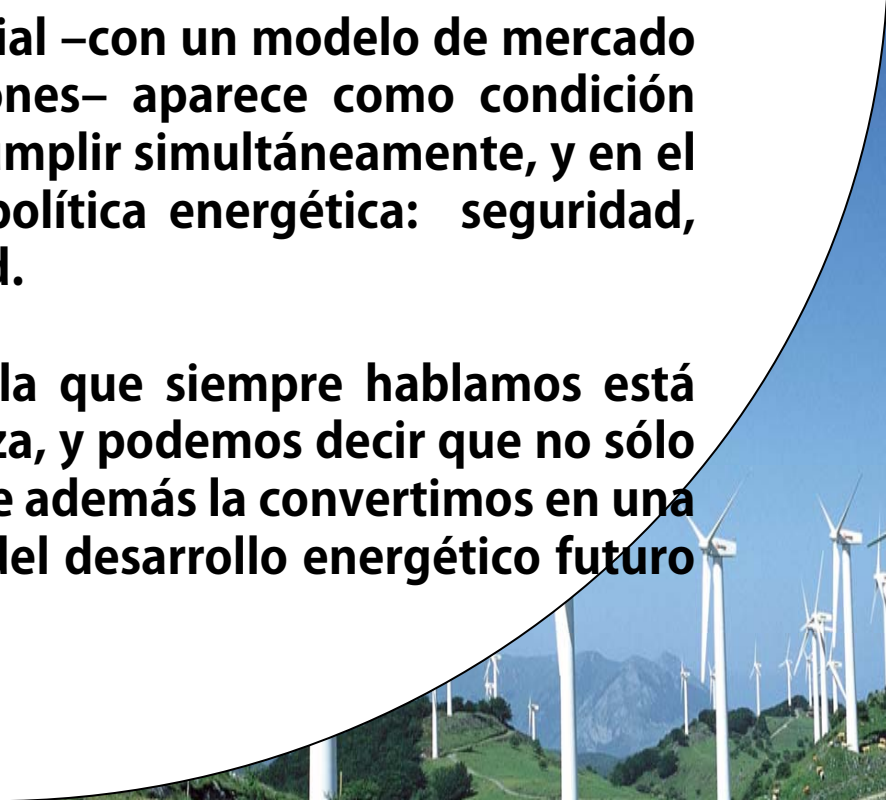 ial –con un modelo de mercado
ones– aparece como condición
umplir simultáneamente, y en el
política energética: seguridad,
d.
la que siempre hablamos está
za, y podemos decir que no sólo
e además la convertimos en una
del desarrollo energético futuro